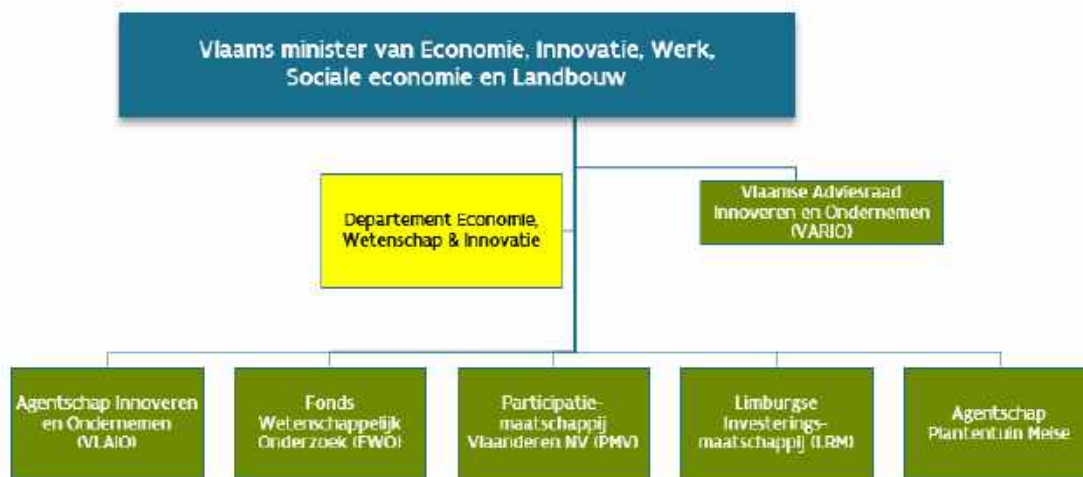 Vlaams minister van Economie, Innovatie, Werk,
Sociale economie en Landbouw
Departement Economie,
Wetenschap & Innovatie
Vlaamse Adviesraad
Innoveren en Ondernemen
(VARIO)
Agentschap Innoveren
en Ondernemen
(VLAIO)
Fonds
Wetenschappelijk
Onderzoek (FWO)
Participatie-
maatschappij
Vlaanderen NV (PMV)
Limburgse
Investerings-
maatschappij (LRM)
Agentschap
Plantentuin Meise